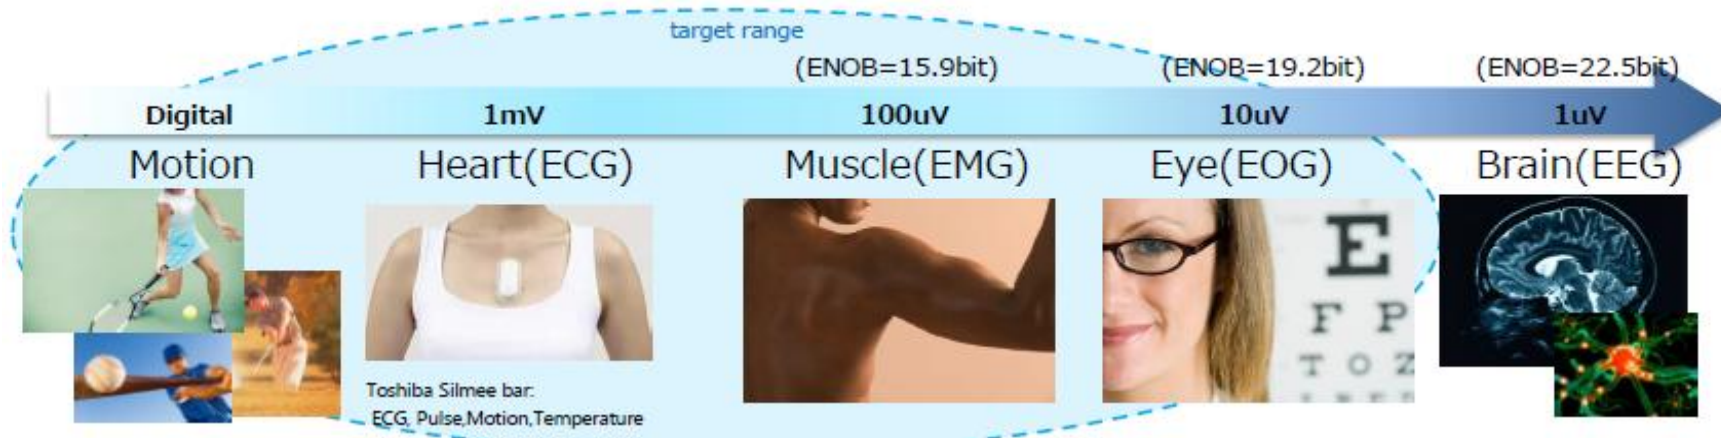 target range
(ENOB=15.9bit) (ENOB=19.2bit) (ENOB=22.5bit)
Digital 1mV 100uV 10uV 1uV
Motion Heart(ECG) Muscle(EMG) Eye(EOG) Brain(EEG)
E
F P
T O Z
Toshiba Silmee bar:
ECG, Pulse,Motion,Temperature